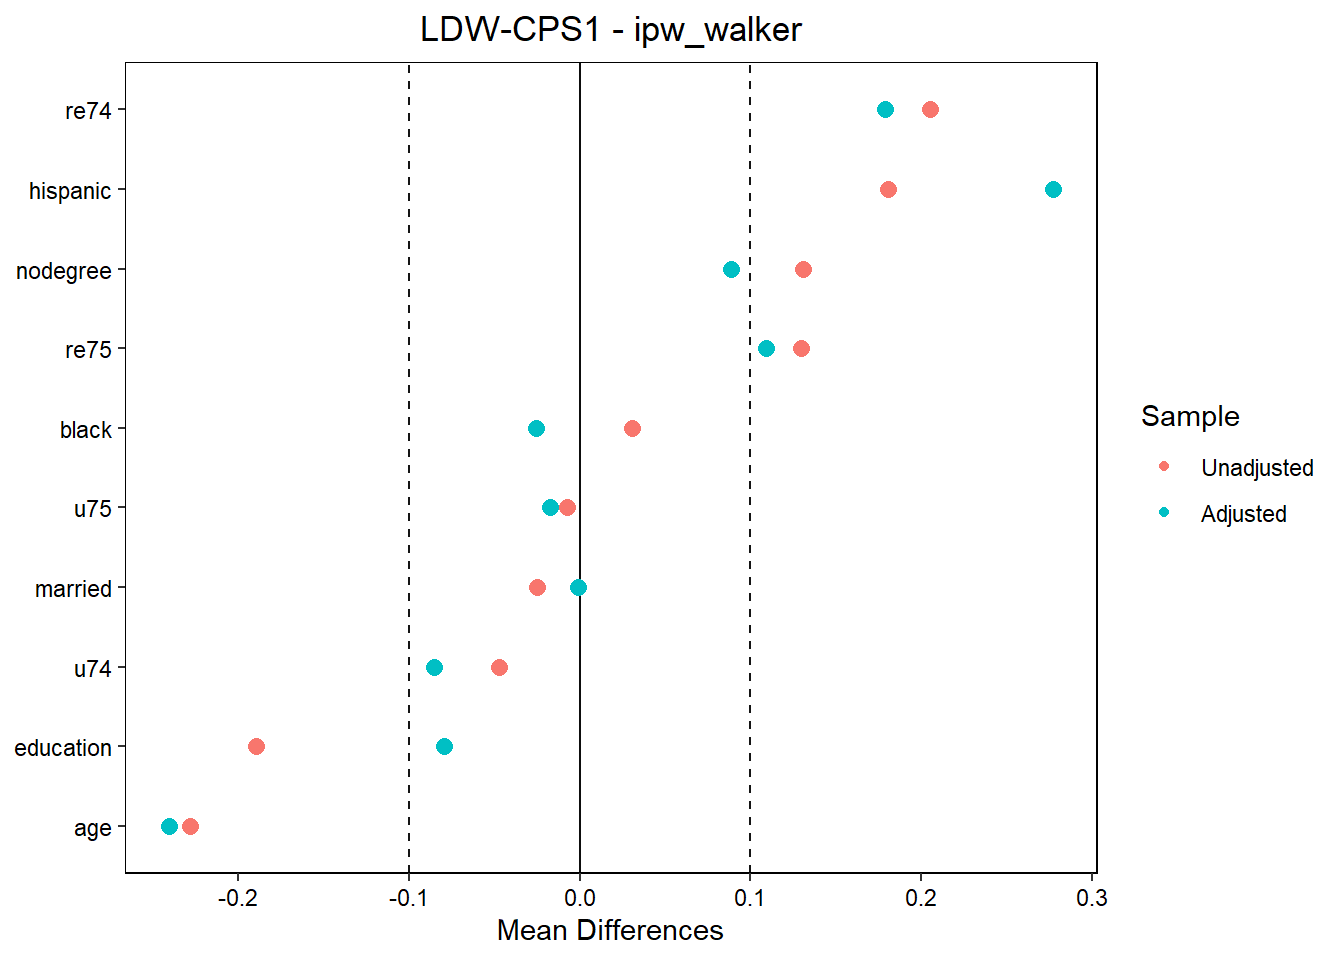 LDW-CPS1 - ipw_walker
re74
hispanic
nodegree
re75
black
u75
married
u74
education
age
-0.2 -0.1 0.0 0.1 0.2 0.3
Mean Differences
Sample
Unadjusted
Adjusted